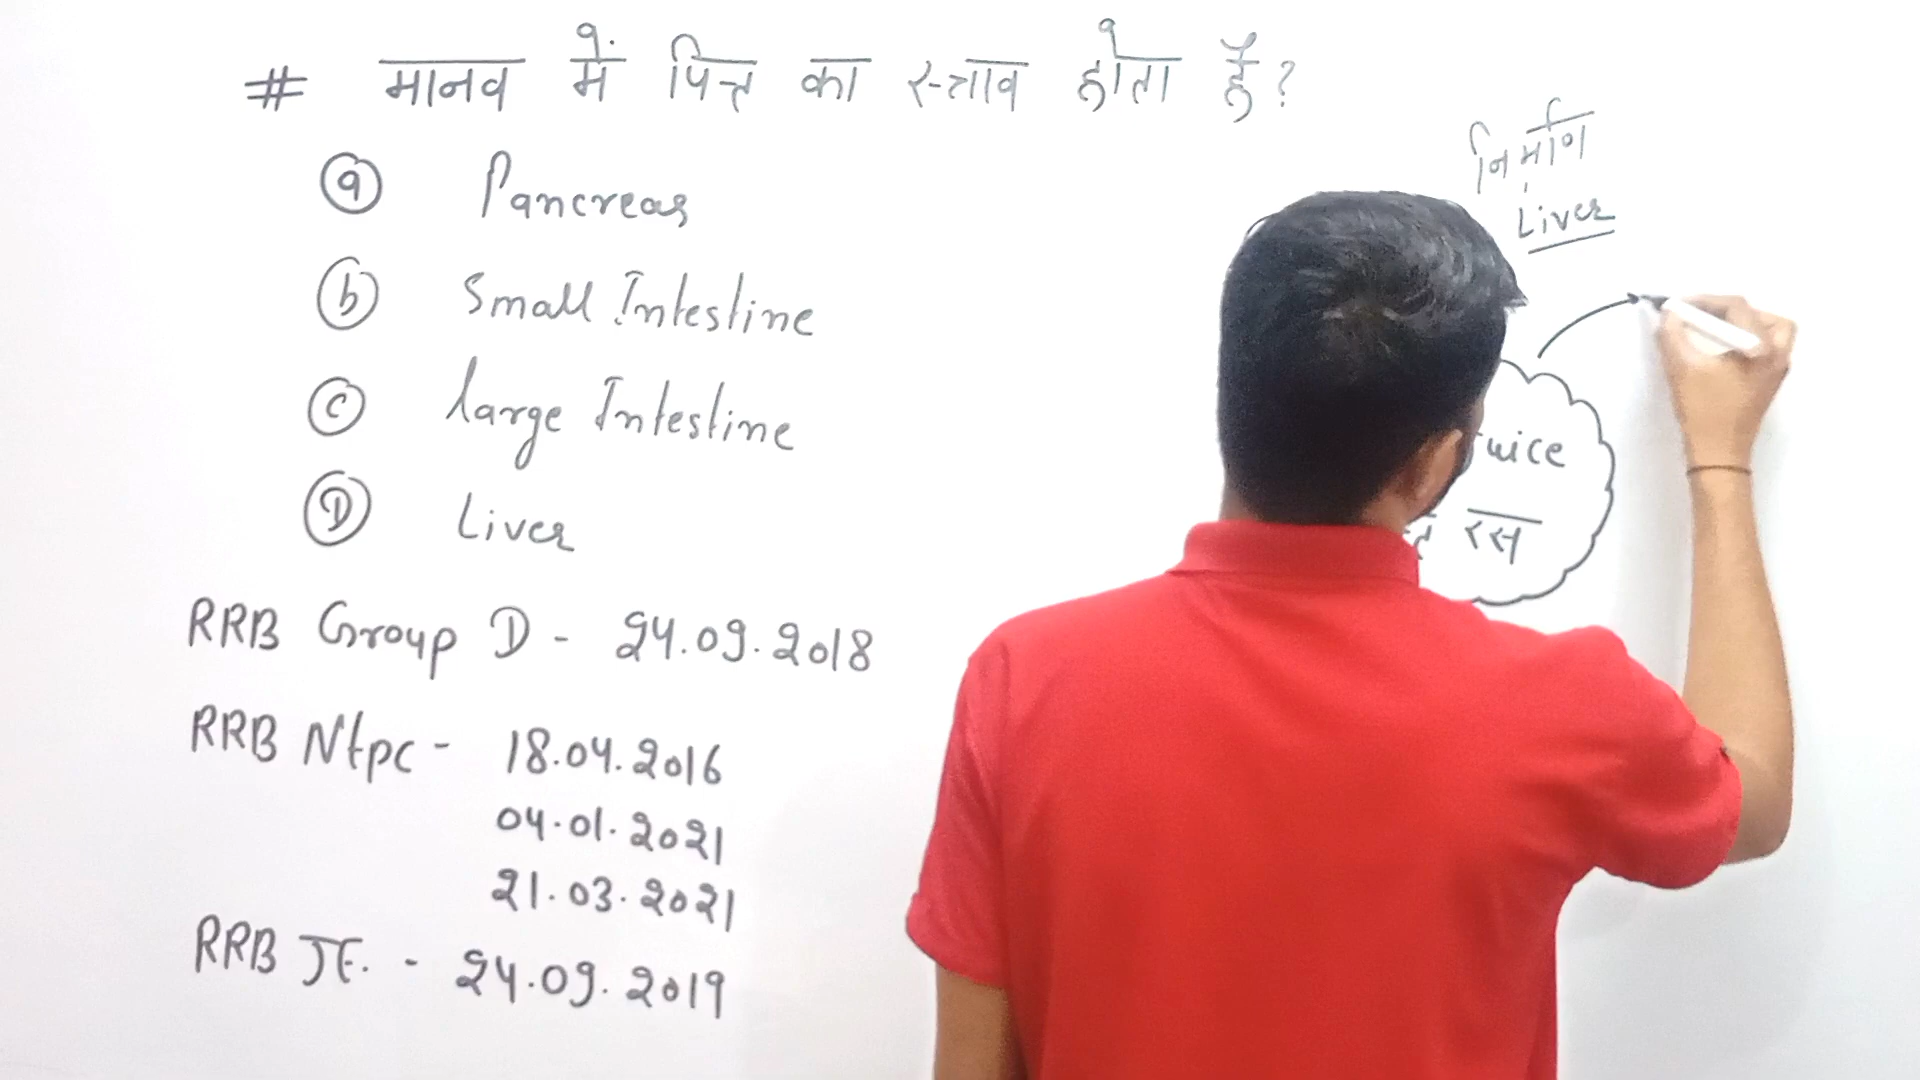 # मानव में पित्त का स्त्राव होता है ?
ⓐ Pancreas
ⓑ Small Intestine
ⓒ Large Intestine
Ⓓ Liver
RRB Group D - 24.09.2018
RRB Ntpc - 18.04.2016
04.01.2021
21.03.2021
RRB JE. - 24.09.2019
निर्माण
Liver
रस